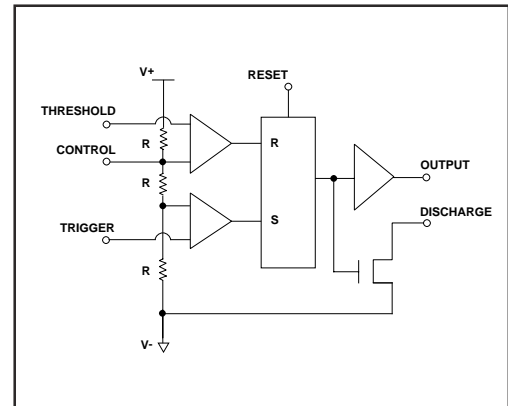 V+
RESET
THRESHOLD
R
R
CONTROL
OUTPUT
R
DISCHARGE
S
TRIGGER
R
V-